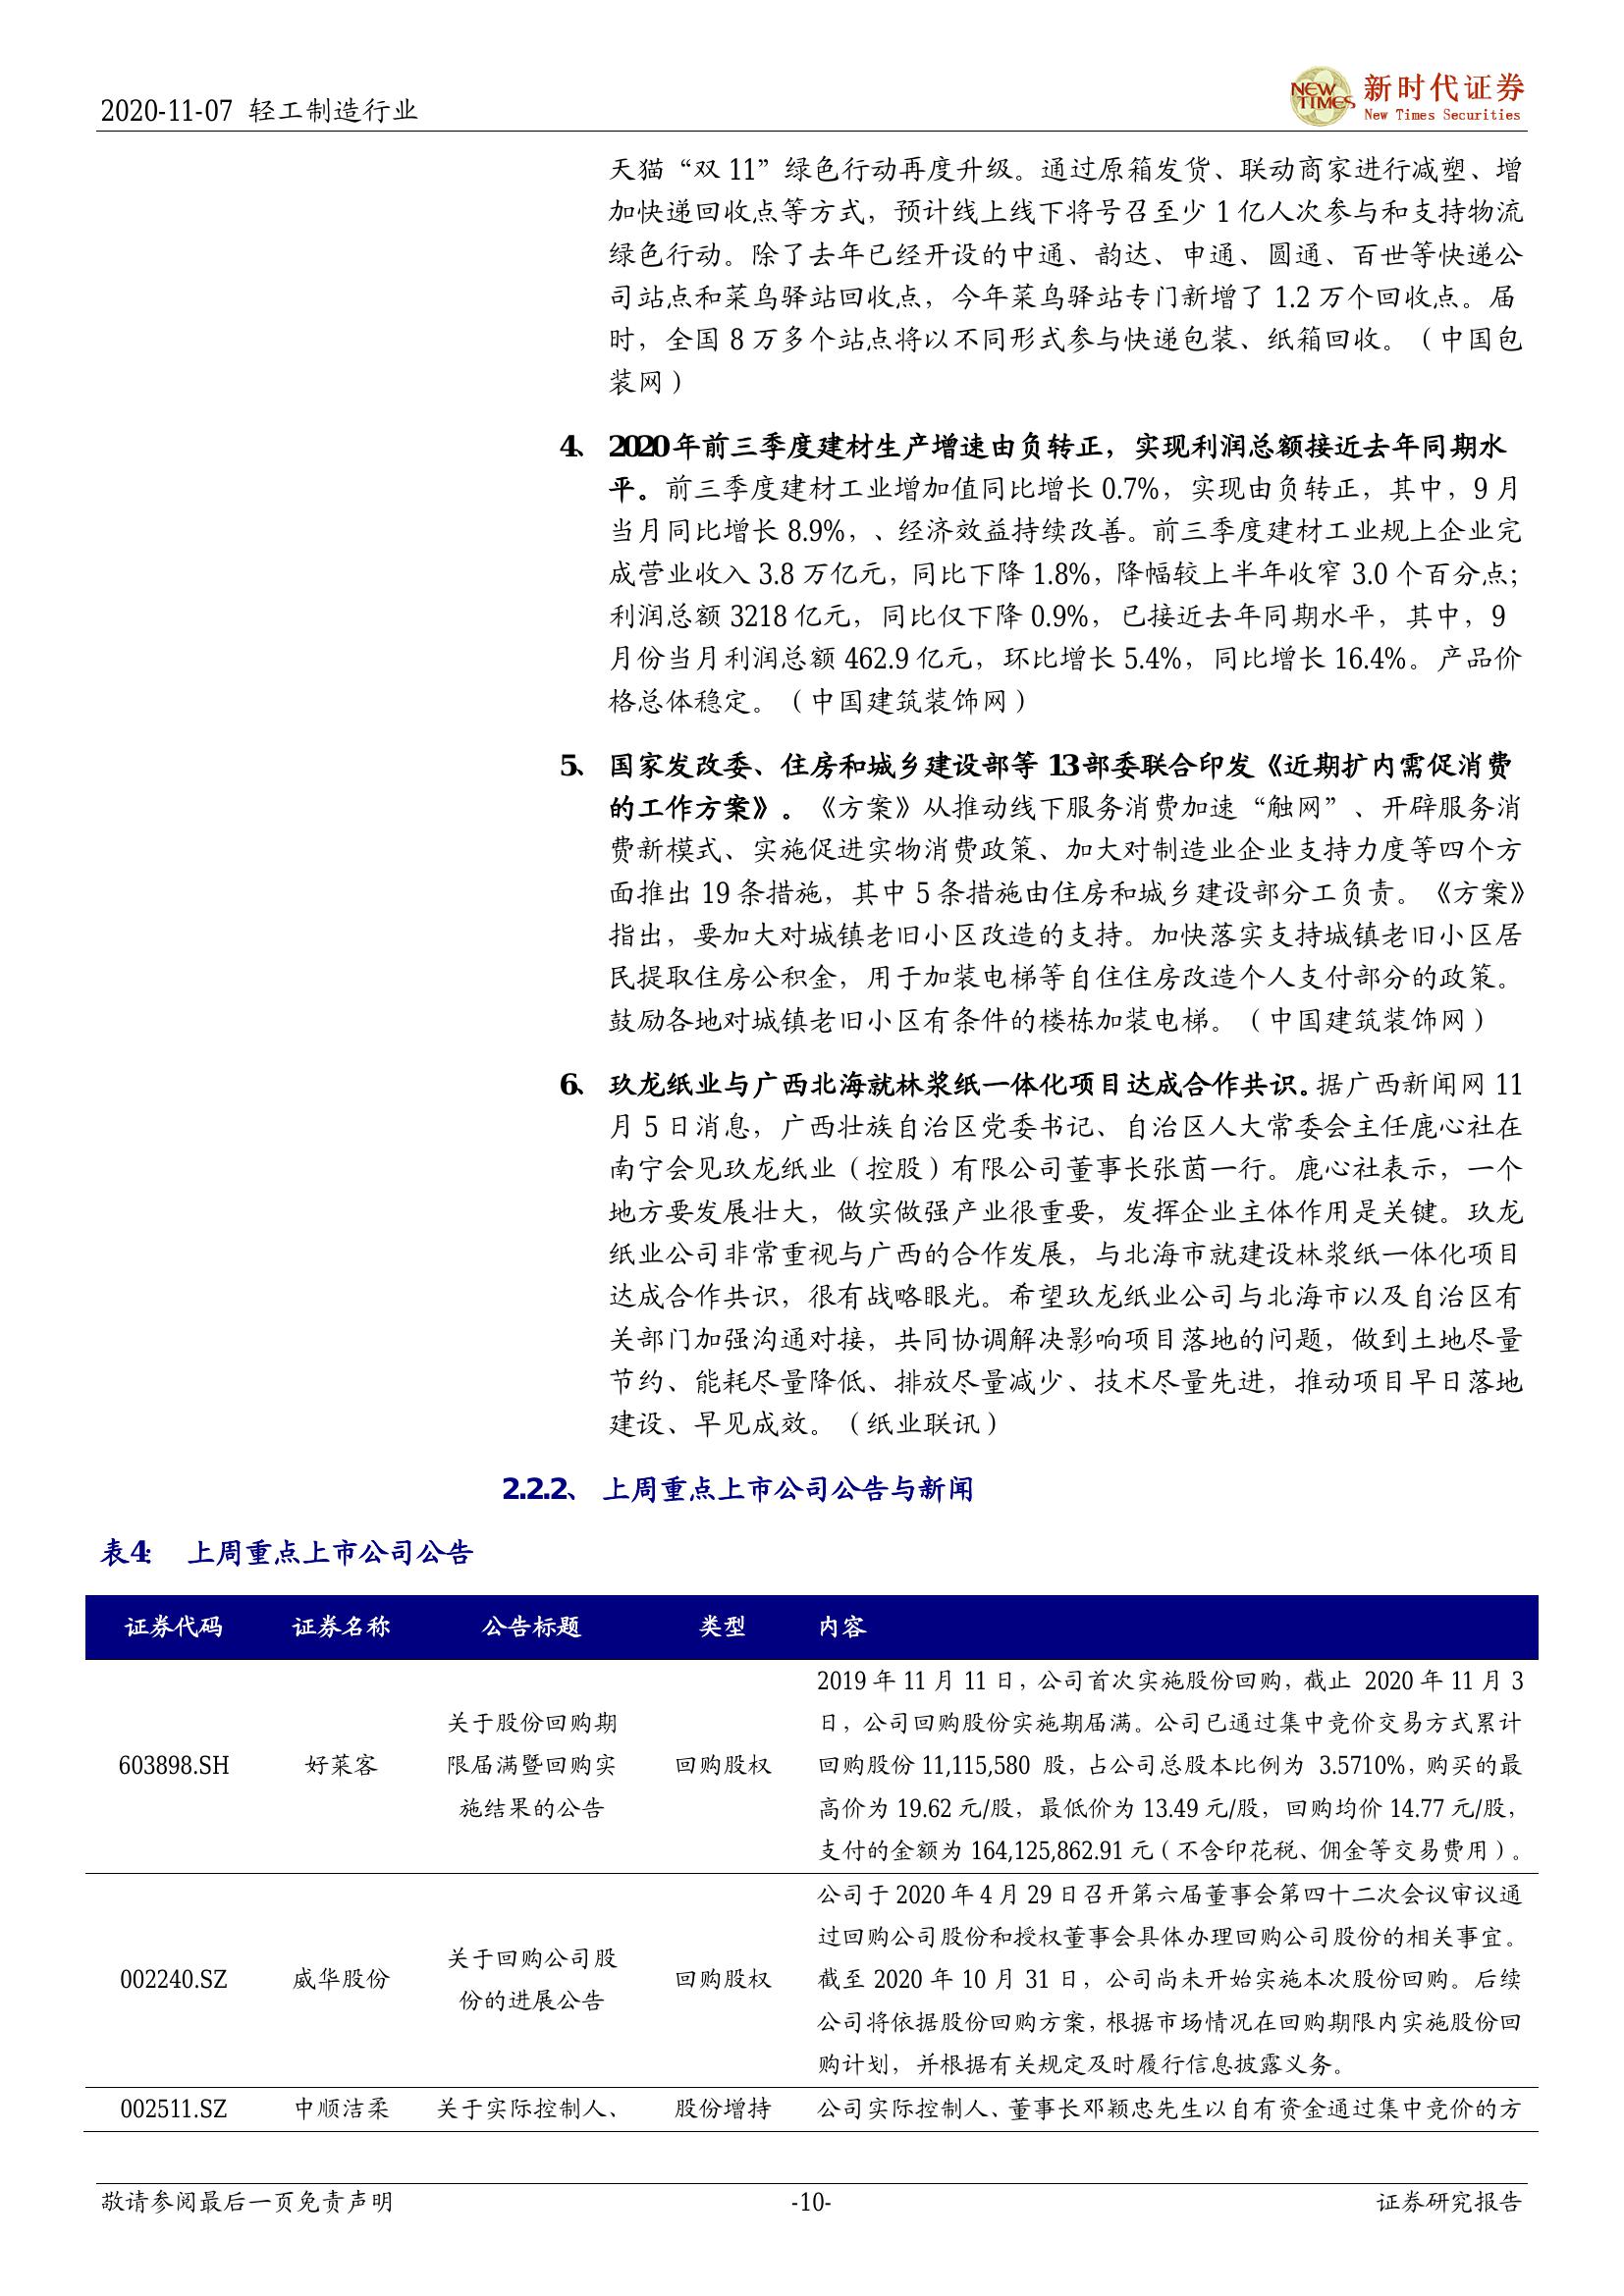 2020-11-07 轻工制造行业
NEW TIMES
新时代证券
New Times Securities
天猫“双 11”绿色行动再度升级。通过原箱发货、联动商家进行减塑、增
加快递回收点等方式，预计线上线下将号召至少 1 亿人次参与和支持物流
绿色行动。除了去年已经开设的中通、韵达、申通、圆通、百世等快递公
司站点和菜鸟驿站回收点，今年菜鸟驿站专门新增了 1.2 万个回收点。届
时，全国 8 万多个站点将以不同形式参与快递包装、纸箱回收。（中国包
装网）
4、 2020 年前三季度建材生产增速由负转正，实现利润总额接近去年同期水
平。前三季度建材工业增加值同比增长 0.7%，实现由负转正，其中，9 月
当月同比增长 8.9%，、经济效益持续改善。前三季度建材工业规上企业完
成营业收入 3.8 万亿元，同比下降 1.8%，降幅较上半年收窄 3.0 个百分点；
利润总额 3218 亿元，同比仅下降 0.9%，已接近去年同期水平，其中，9
月份当月利润总额 462.9 亿元，环比增长 5.4%，同比增长 16.4%。产品价
格总体稳定。（中国建筑装饰网）
5、 国家发改委、住房和城乡建设部等 13 部委联合印发《近期扩内需促消费
的工作方案》。《方案》从推动线下服务消费加速“触网”、开辟服务消
费新模式、实施促进实物消费政策、加大对制造业企业支持力度等四个方
面推出 19 条措施，其中 5 条措施由住房和城乡建设部分工负责。《方案》
指出，要加大对城镇老旧小区改造的支持。加快落实支持城镇老旧小区居
民提取住房公积金，用于加装电梯等自住住房改造个人支付部分的政策。
鼓励各地对城镇老旧小区有条件的楼栋加装电梯。（中国建筑装饰网）
6、 玖龙纸业与广西北海就林浆纸一体化项目达成合作共识。据广西新闻网 11
月 5 日消息，广西壮族自治区党委书记、自治区人大常委会主任鹿心社在
南宁会见玖龙纸业（控股）有限公司董事长张茵一行。鹿心社表示，一个
地方要发展壮大，做实做强产业很重要，发挥企业主体作用是关键。玖龙
纸业公司非常重视与广西的合作发展，与北海市就建设林浆纸一体化项目
达成合作共识，很有战略眼光。希望玖龙纸业公司与北海市以及自治区有
关部门加强沟通对接，共同协调解决影响项目落地的问题，做到土地尽量
节约、能耗尽量降低、排放尽量减少、技术尽量先进，推动项目早日落地
建设、早见成效。（纸业联讯）
2.2.2、 上周重点上市公司公告与新闻
表4： 上周重点上市公司公告
证券代码 证券名称 公告标题 类型 内容
603898.SH 好莱客
关于股份回购期
限届满暨回购实
施结果的公告
回购股权
2019 年 11 月 11 日，公司首次实施股份回购，截止 2020 年 11 月 3
日，公司回购股份实施期届满。公司已通过集中竞价交易方式累计
回购股份 11,115,580 股，占公司总股本比例为 3.5710%，购买的最
高价为 19.62 元/股，最低价为 13.49 元/股，回购均价 14.77 元/股，
支付的金额为 164,125,862.91 元（不含印花税、佣金等交易费用）。
002240.SZ 威华股份
关于回购公司股
份的进展公告
回购股权
公司于 2020 年 4 月 29 日召开第六届董事会第四十二次会议审议通
过回购公司股份和授权董事会具体办理回购公司股份的相关事宜。
截至 2020 年 10 月 31 日，公司尚未开始实施本次股份回购。后续
公司将依据股份回购方案，根据市场情况在回购期限内实施股份回
购计划，并根据有关规定及时履行信息披露义务。
002511.SZ 中顺洁柔 关于实际控制人、 股份增持 公司实际控制人、董事长邓颖忠先生以自有资金通过集中竞价的方
敬请参阅最后一页免责声明 -10- 证券研究报告